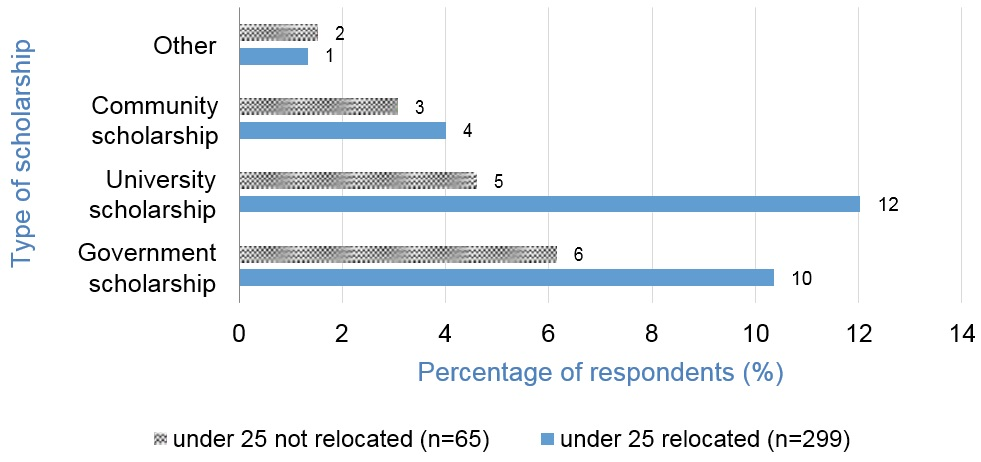 Type of scholarship
Other
2
1
Community
scholarship
3
4
University
scholarship
5
12
Government
scholarship
6
10
0 2 4 6 8 10 12 14
Percentage of respondents (%)
under 25 not relocated (n=65) under 25 relocated (n=299)